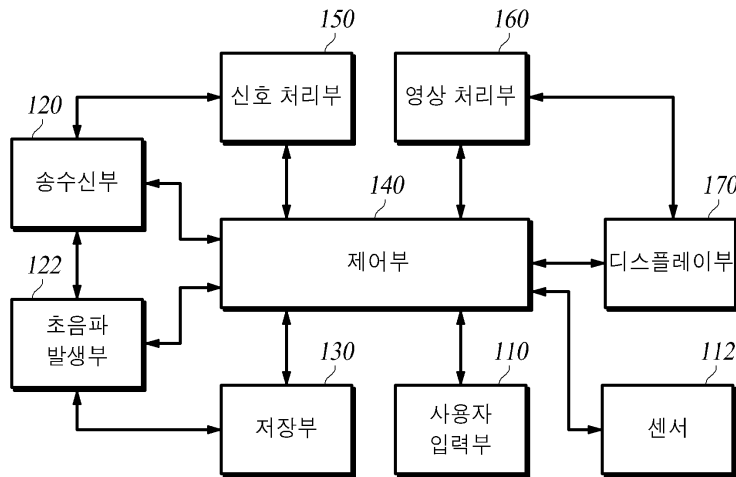 150
160
신호 처리부
영상 처리부
120
송수신부
140
170
제어부
디스플레이부
122
초음파
발생부
130
110
112
저장부
사용자
입력부
센서